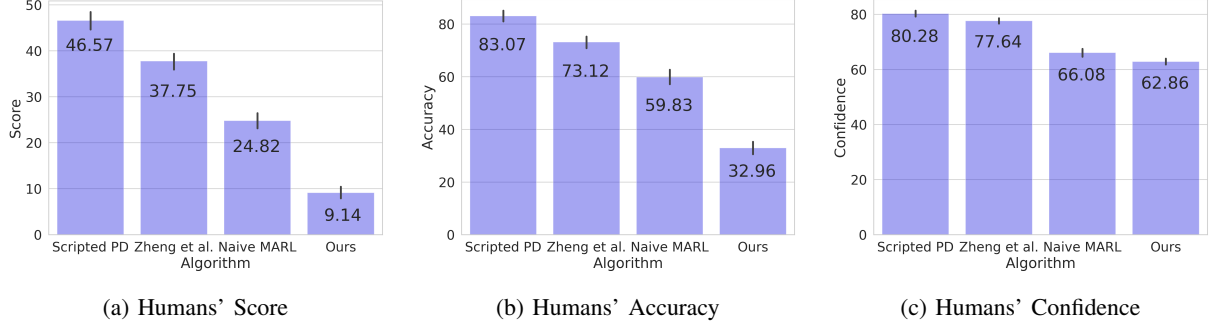 50
40
30
20
10
0
Score
46.57
37.75
24.82
9.14
Scripted PD Zheng et al. Naive MARL Ours
Algorithm
(a) Humans' Score
80
60
40
20
0
Accuracy
83.07
73.12
59.83
32.96
Scripted PD Zheng et al. Naive MARL Ours
Algorithm
(b) Humans' Accuracy
80
60
40
20
0
Confidence
80.28
77.64
66.08
62.86
Scripted PD Zheng et al. Naive MARL Ours
Algorithm
(c) Humans' Confidence